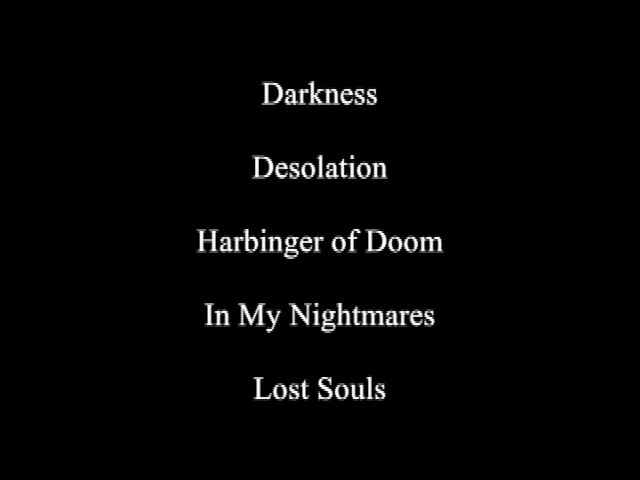 Darkness
Desolation
Harbinger of Doom
In My Nightmares
Lost Souls